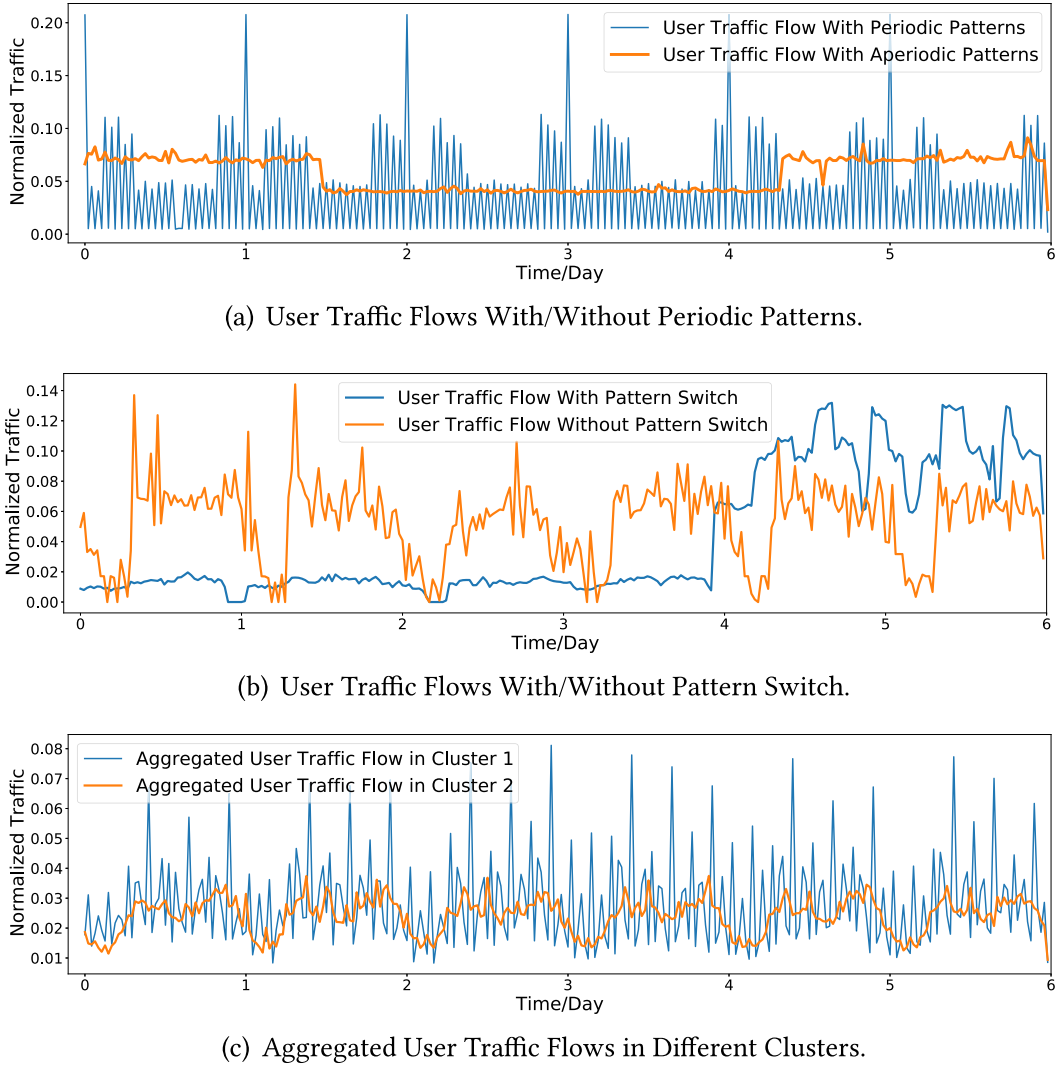 Normalized Traffic
0.20
0.15
0.10
0.05
0.00
User Traffic Flow With Periodic Patterns
User Traffic Flow With Aperiodic Patterns
0 1 2 3 4 5 6
Time/Day
(a) User Traffic Flows With/Without Periodic Patterns.
Normalized Traffic
0.14
0.12
0.10
0.08
0.06
0.04
0.02
0.00
User Traffic Flow With Pattern Switch
User Traffic Flow Without Pattern Switch
0 1 2 3 4 5 6
Time/Day
(b) User Traffic Flows With/Without Pattern Switch.
Normalized Traffic
0.08
0.07
0.06
0.05
0.04
0.03
0.02
0.01
Aggregated User Traffic Flow in Cluster 1
Aggregated User Traffic Flow in Cluster 2
0 1 2 3 4 5 6
Time/Day
(c) Aggregated User Traffic Flows in Different Clusters.